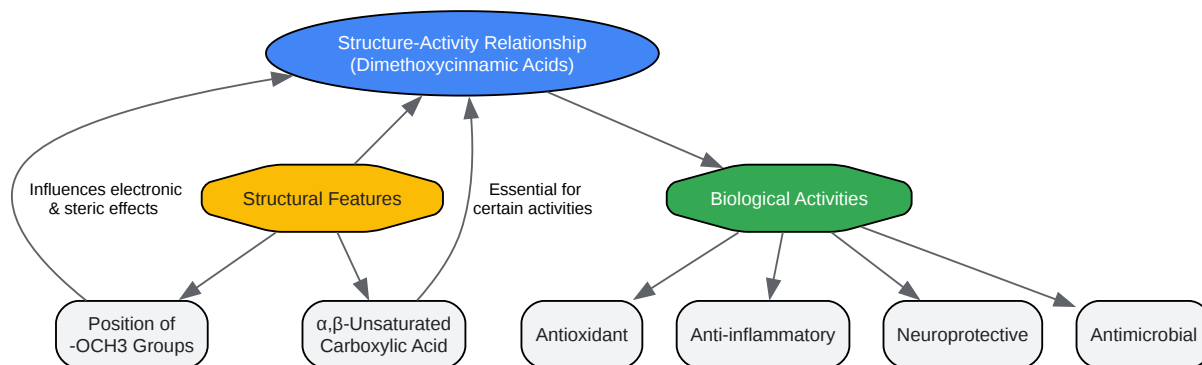 Structure-Activity Relationship
(Dimethoxycinnamic Acids)
Influences electronic
& steric effects
Structural Features
Essential for
certain activities
Biological Activities
Position of
-OCH3 Groups
α,β-Unsaturated
Carboxylic Acid
Antioxidant
Anti-inflammatory
Neuroprotective
Antimicrobial